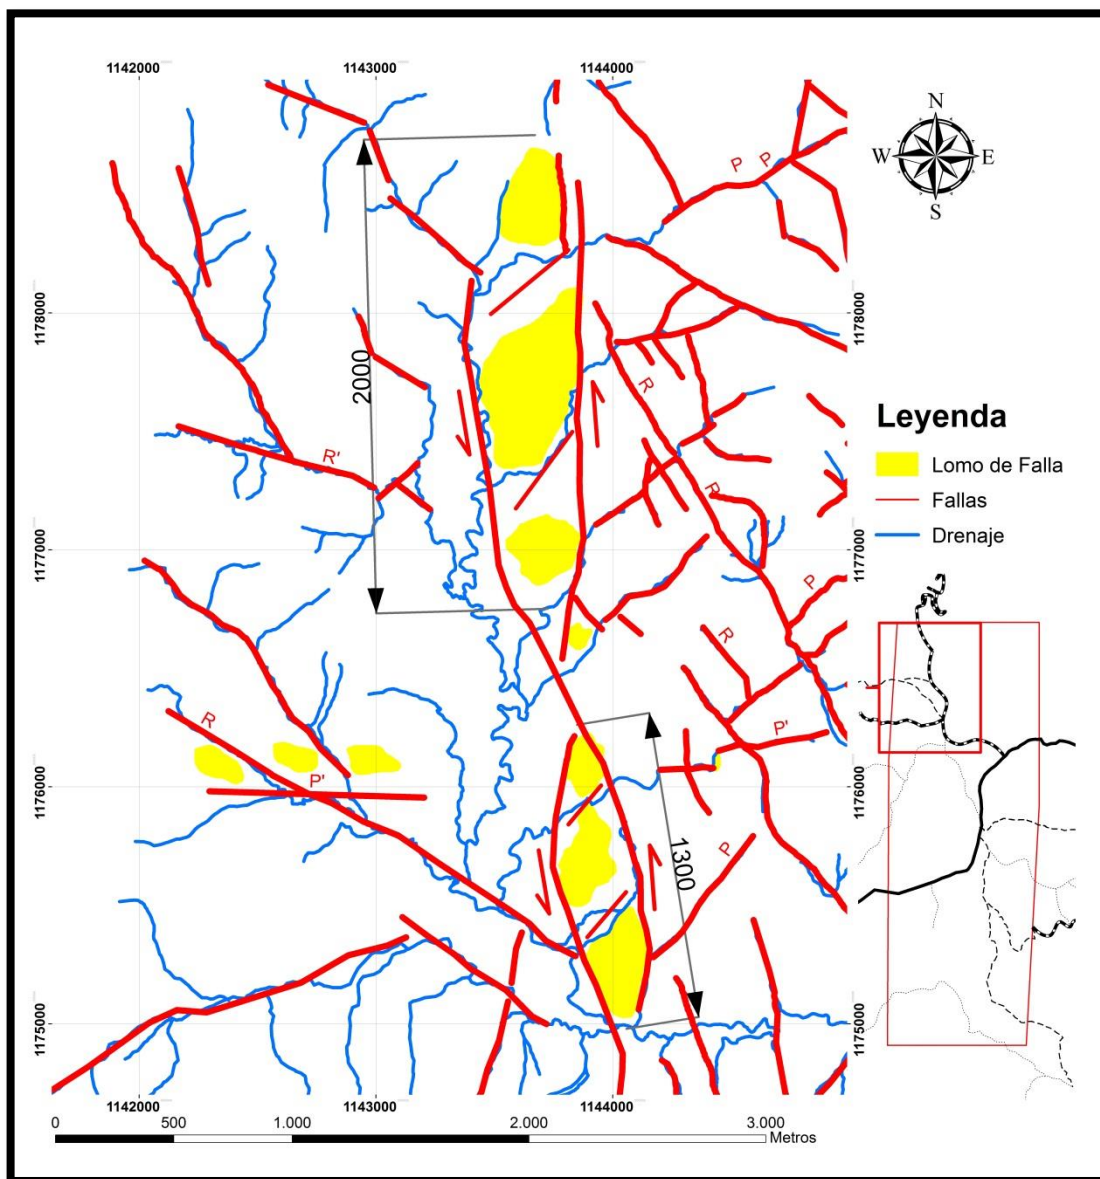 1142000 1143000 1144000
N
W E
S
P P
1178000 1178000
2000
R
Leyenda
R'
Lomo de Falla
R
Fallas
Drenaje
1177000 1177000
P
R
R
P'
P'
1176000 1176000
1300
P
1175000 1175000
1142000 1143000 1144000
0 500 1.000 2.000 3.000
Metros